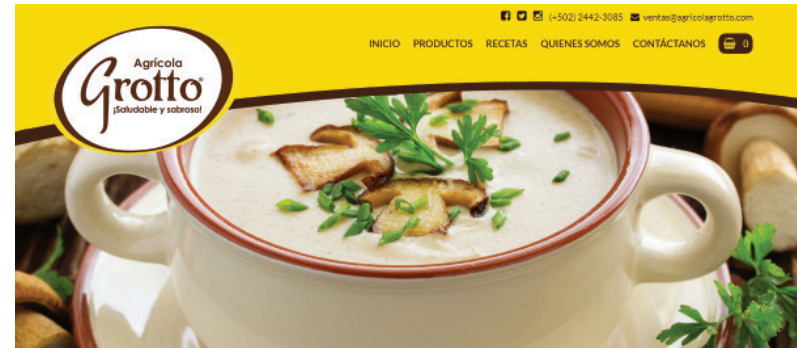 (+502) 2442-3085 ventas@agricolagrotto.com
INICIO PRODUCTOS RECETAS QUIENES SOMOS CONTÁCTANOS 0
Agrícola
Grotto®
¡Saludable y sabroso!